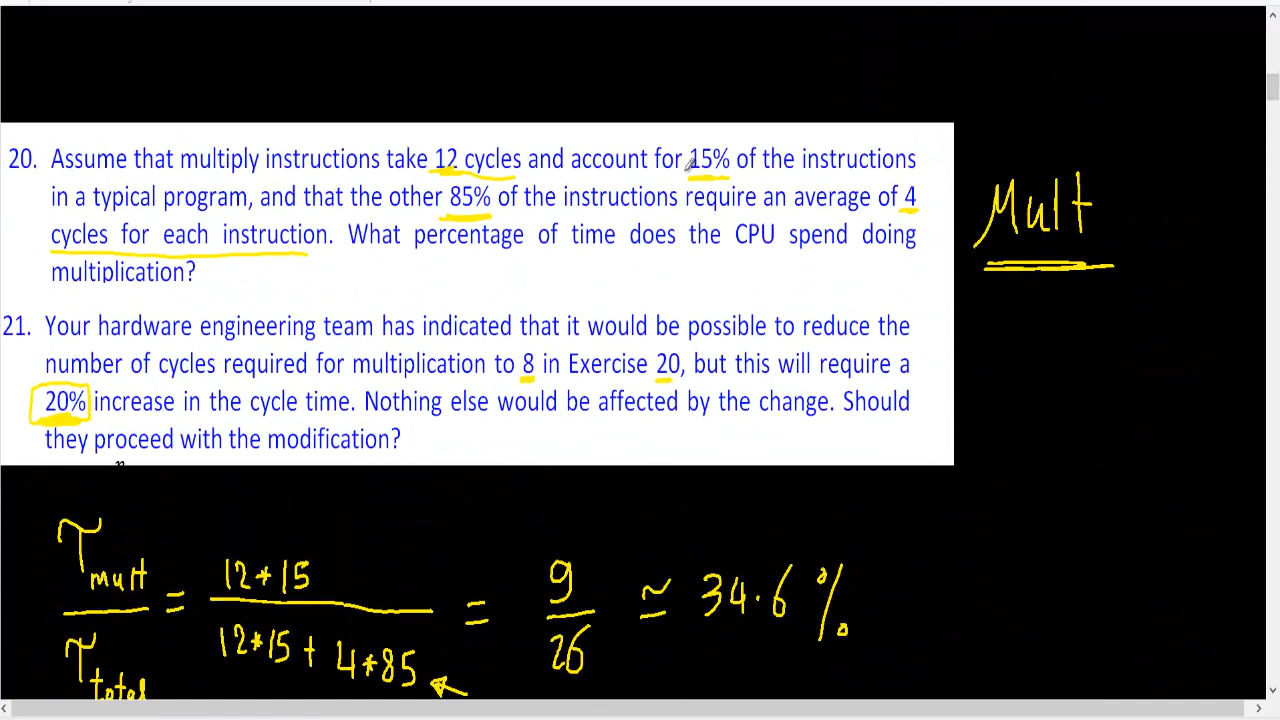 20. Assume that multiply instructions take 12 cycles and account for 15% of the instructions
in a typical program, and that the other 85% of the instructions require an average of 4
cycles for each instruction. What percentage of time does the CPU spend doing
multiplication?
Mult
21. Your hardware engineering team has indicated that it would be possible to reduce the
number of cycles required for multiplication to 8 in Exercise 20, but this will require a
20% increase in the cycle time. Nothing else would be affected by the change. Should
they proceed with the modification?
T mult / T total = 12*15 / 12*15 + 4*85 = 9/26 ≃ 34.6 %